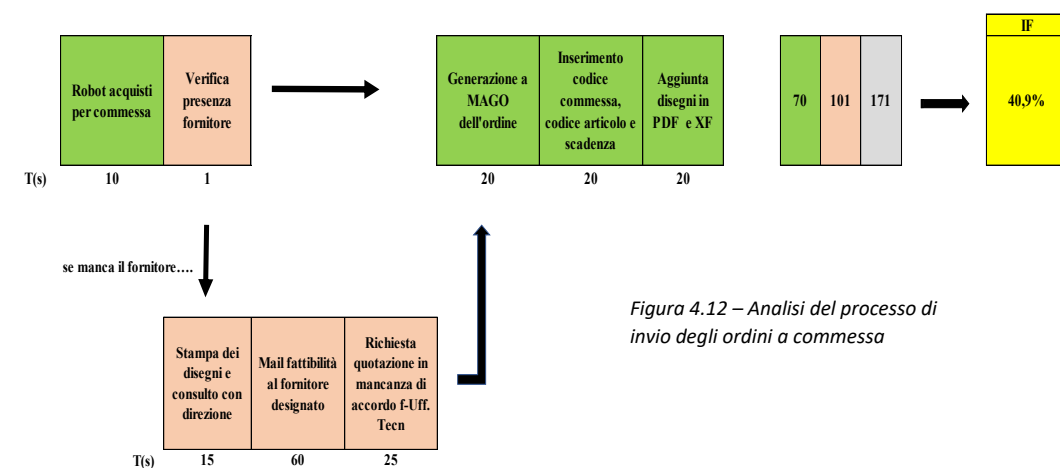 IF
Robot acquisti
per commessa
Verifica
presenza
fornitore
Generazione a
MAGO
dell'ordine
Inserimento
codice
commessa,
codice articolo e
scadenza
Aggiunta
disegni in
PDF e XF
70
101
171
40,9%
T(s)
10
1
20
20
20
se manca il fornitore….
Stampa dei
disegni e
consulto con
direzione
Mail fattibilità
al fornitore
designato
Richiesta
quotazione in
mancanza di
accordo f-Uff.
Tecn
T(s)
15
60
25
Figura 4.12 – Analisi del processo di
invio degli ordini a commessa